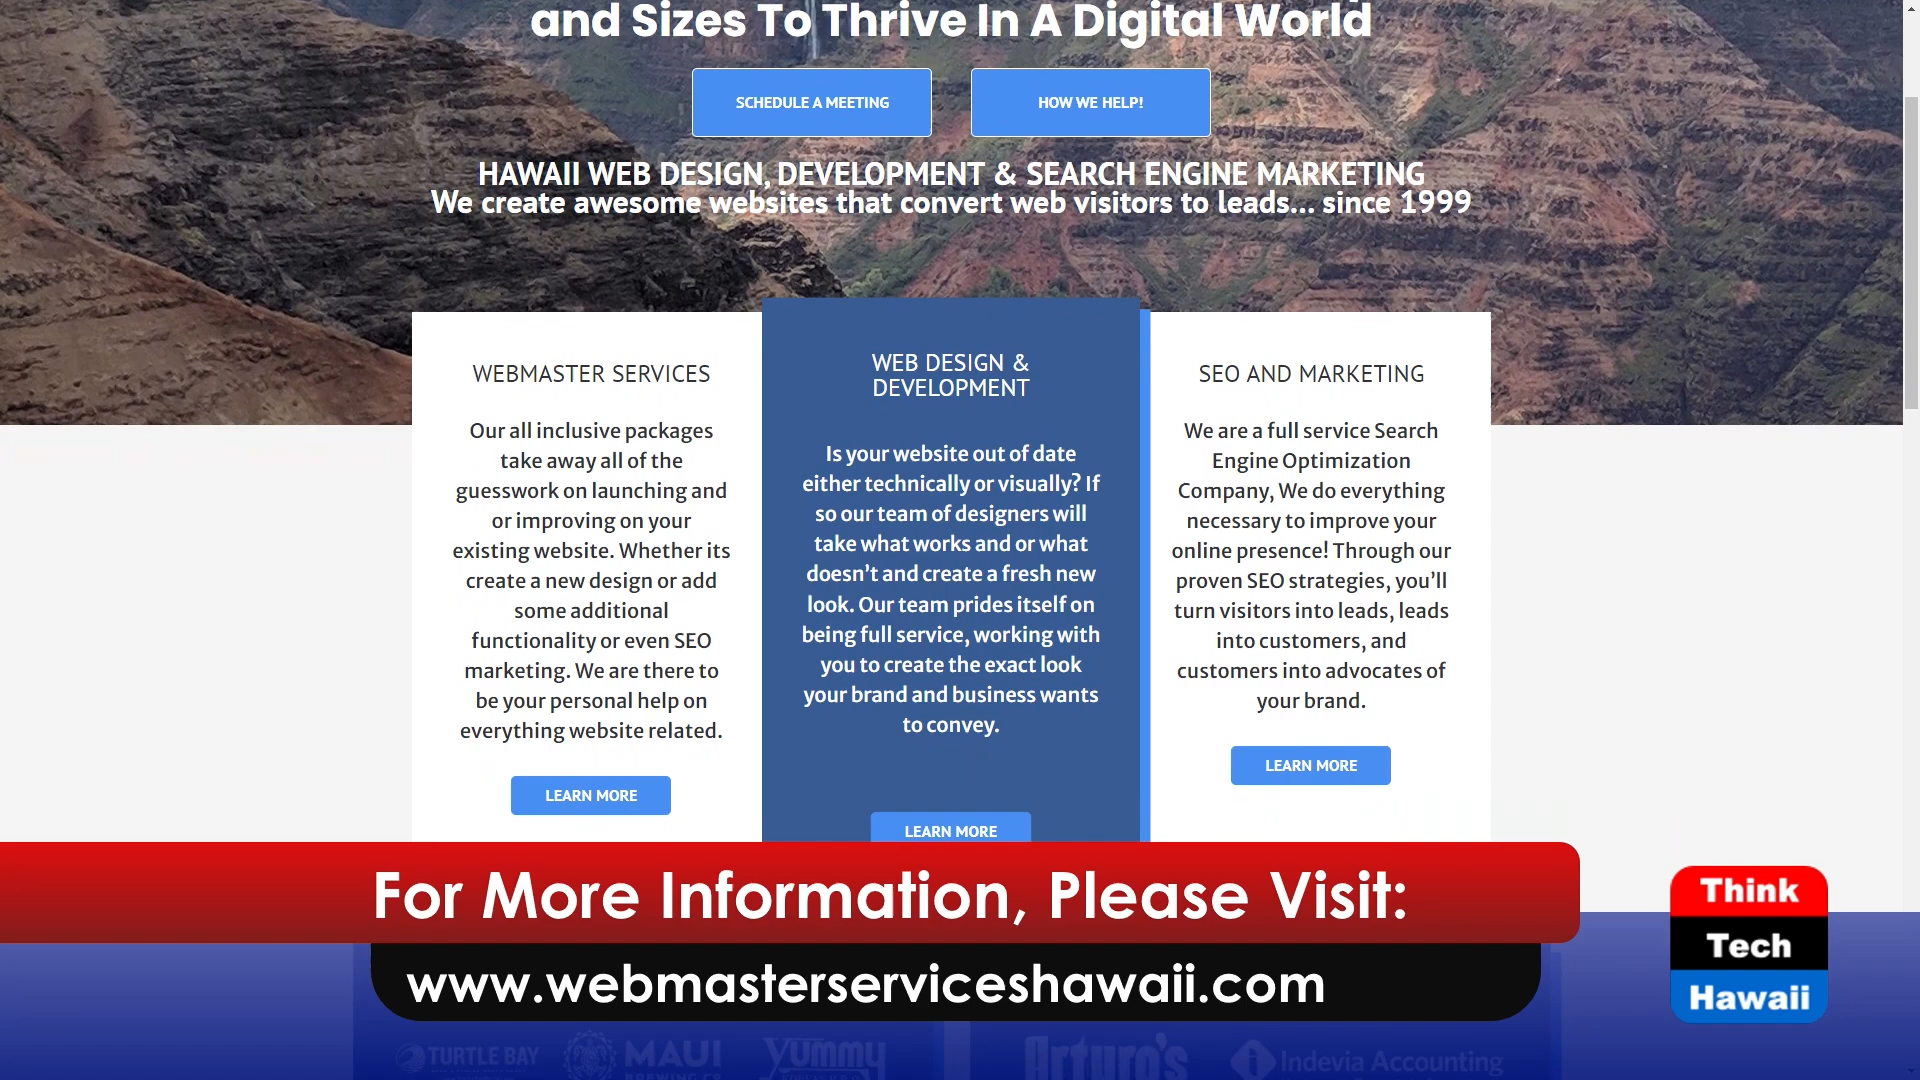 and Sizes To Thrive In A Digital World
SCHEDULE A MEETING
HOW WE HELP!
HAWAII WEB DESIGN, DEVELOPMENT & SEARCH ENGINE MARKETING
We create awesome websites that convert web visitors to leads... since 1999
WEBMASTER SERVICES
Our all inclusive packages
take away all of the
guesswork on launching and
or improving on your
existing website. Whether its
create a new design or add
some additional
functionality or even SEO
marketing. We are there to
be your personal help on
everything website related.
LEARN MORE
WEB DESIGN &
DEVELOPMENT
Is your website out of date
either technically or visually? If
so our team of designers will
take what works and or what
doesn't and create a fresh new
look. Our team prides itself on
being full service, working with
you to create the exact look
your brand and business wants
to convey.
LEARN MORE
SEO AND MARKETING
We are a full service Search
Engine Optimization
Company, We do everything
necessary to improve your
online presence! Through our
proven SEO strategies, you'll
turn visitors into leads, leads
into customers, and
customers into advocates of
your brand.
LEARN MORE
For More Information, Please Visit:
www.webmasterserviceshawaii.com
Think
Tech
Hawaii
TURTLE BAY
MAUI
BREWING CO
yummy
Arturo's
Indevia Accounting